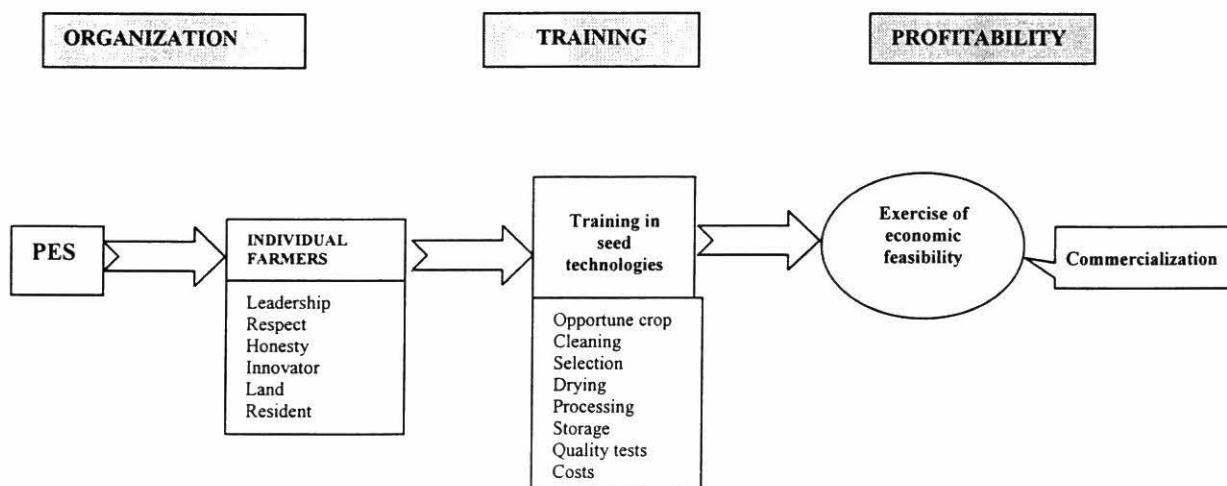 ORGANIZATION
TRAINING
PROFITABILITY
PES
INDIVIDUAL
FARMERS
Leadership
Respect
Honesty
Innovator
Land
Resident
Training in
seed
technologies
Opportune crop
Cleaning
Selection
Drying
Processing
Storage
Quality tests
Costs
Exercise of
economic
feasibility
Commercialization